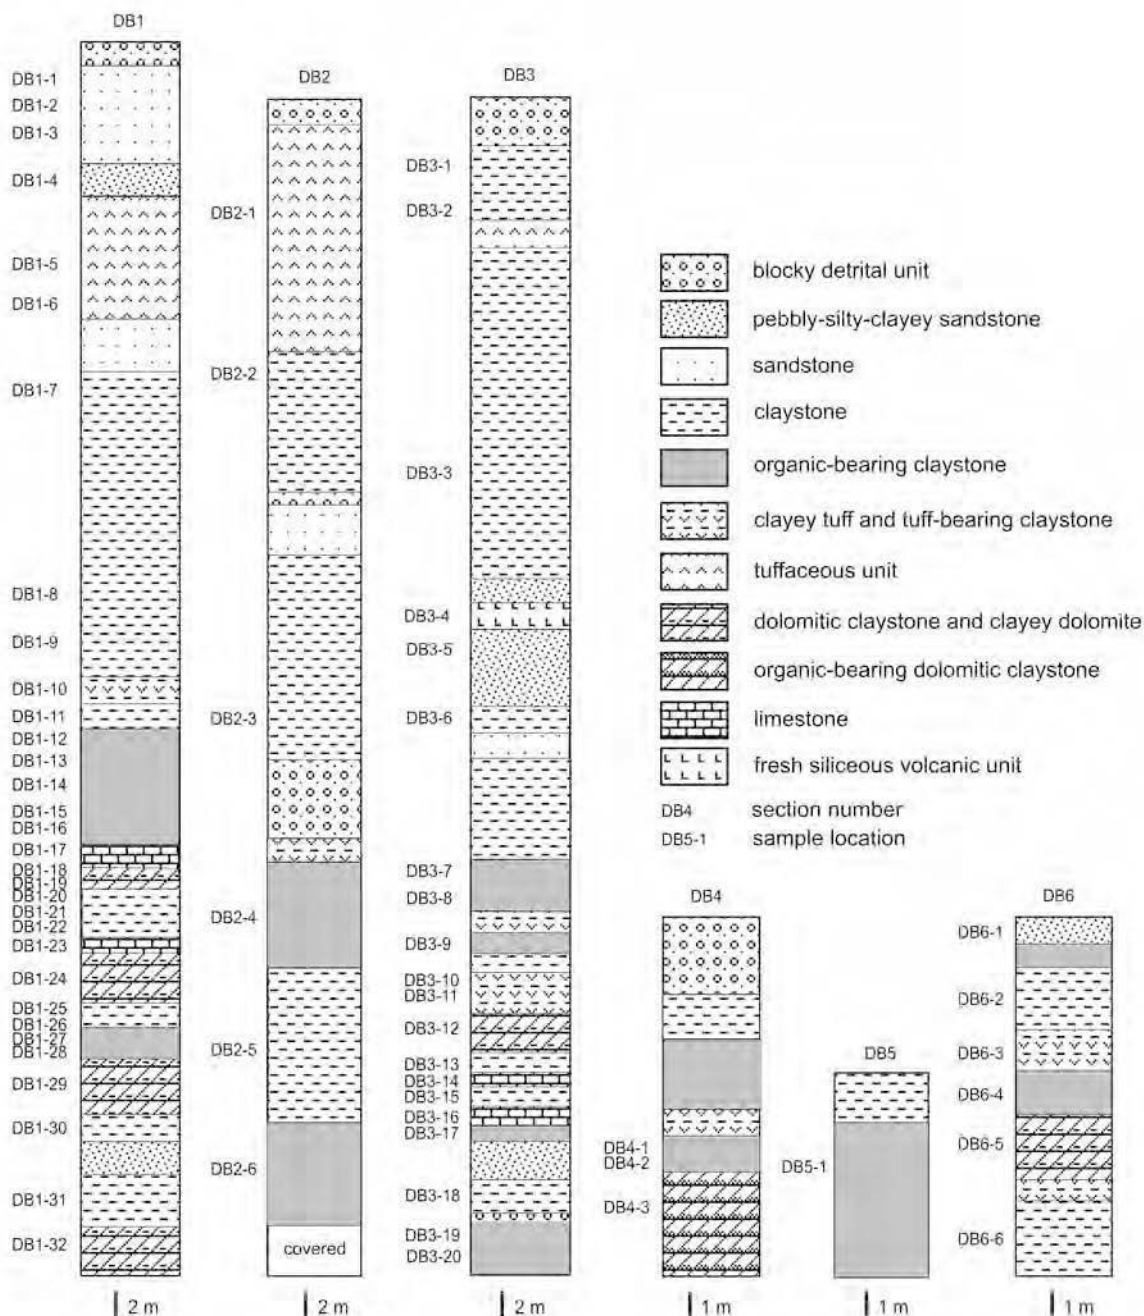 DB1
DB1-1
DB1-2
DB1-3
DB1-4
DB1-5
DB1-6
DB1-7
DB1-8
DB1-9
DB1-10
DB1-11
DB1-12
DB1-13
DB1-14
DB1-15
DB1-16
DB1-17
DB1-18
DB1-19
DB1-20
DB1-21
DB1-22
DB1-23
DB1-24
DB1-25
DB1-26
DB1-27
DB1-28
DB1-29
DB1-30
DB1-31
DB1-32
2 m
DB2
DB2-1
DB2-2
DB2-3
DB2-4
DB2-5
DB2-6
covered
2 m
DB3
DB3-1
DB3-2
DB3-3
DB3-4
DB3-5
DB3-6
DB3-7
DB3-8
DB3-9
DB3-10
DB3-11
DB3-12
DB3-13
DB3-14
DB3-15
DB3-16
DB3-17
DB3-18
DB3-19
DB3-20
2 m
blocky detrital unit
pebbly-silty-clayey sandstone
sandstone
claystone
organic-bearing claystone
clayey tuff and tuff-bearing claystone
tuffaceous unit
dolomitic claystone and clayey dolomite
organic-bearing dolomitic claystone
limestone
fresh siliceous volcanic unit
DB4 section number
DB5-1 sample location
DB4
DB4-1
DB4-2
DB4-3
1 m
DB5
DB5-1
1 m
DB6
DB6-1
DB6-2
DB6-3
DB6-4
DB6-5
DB6-6
1 m